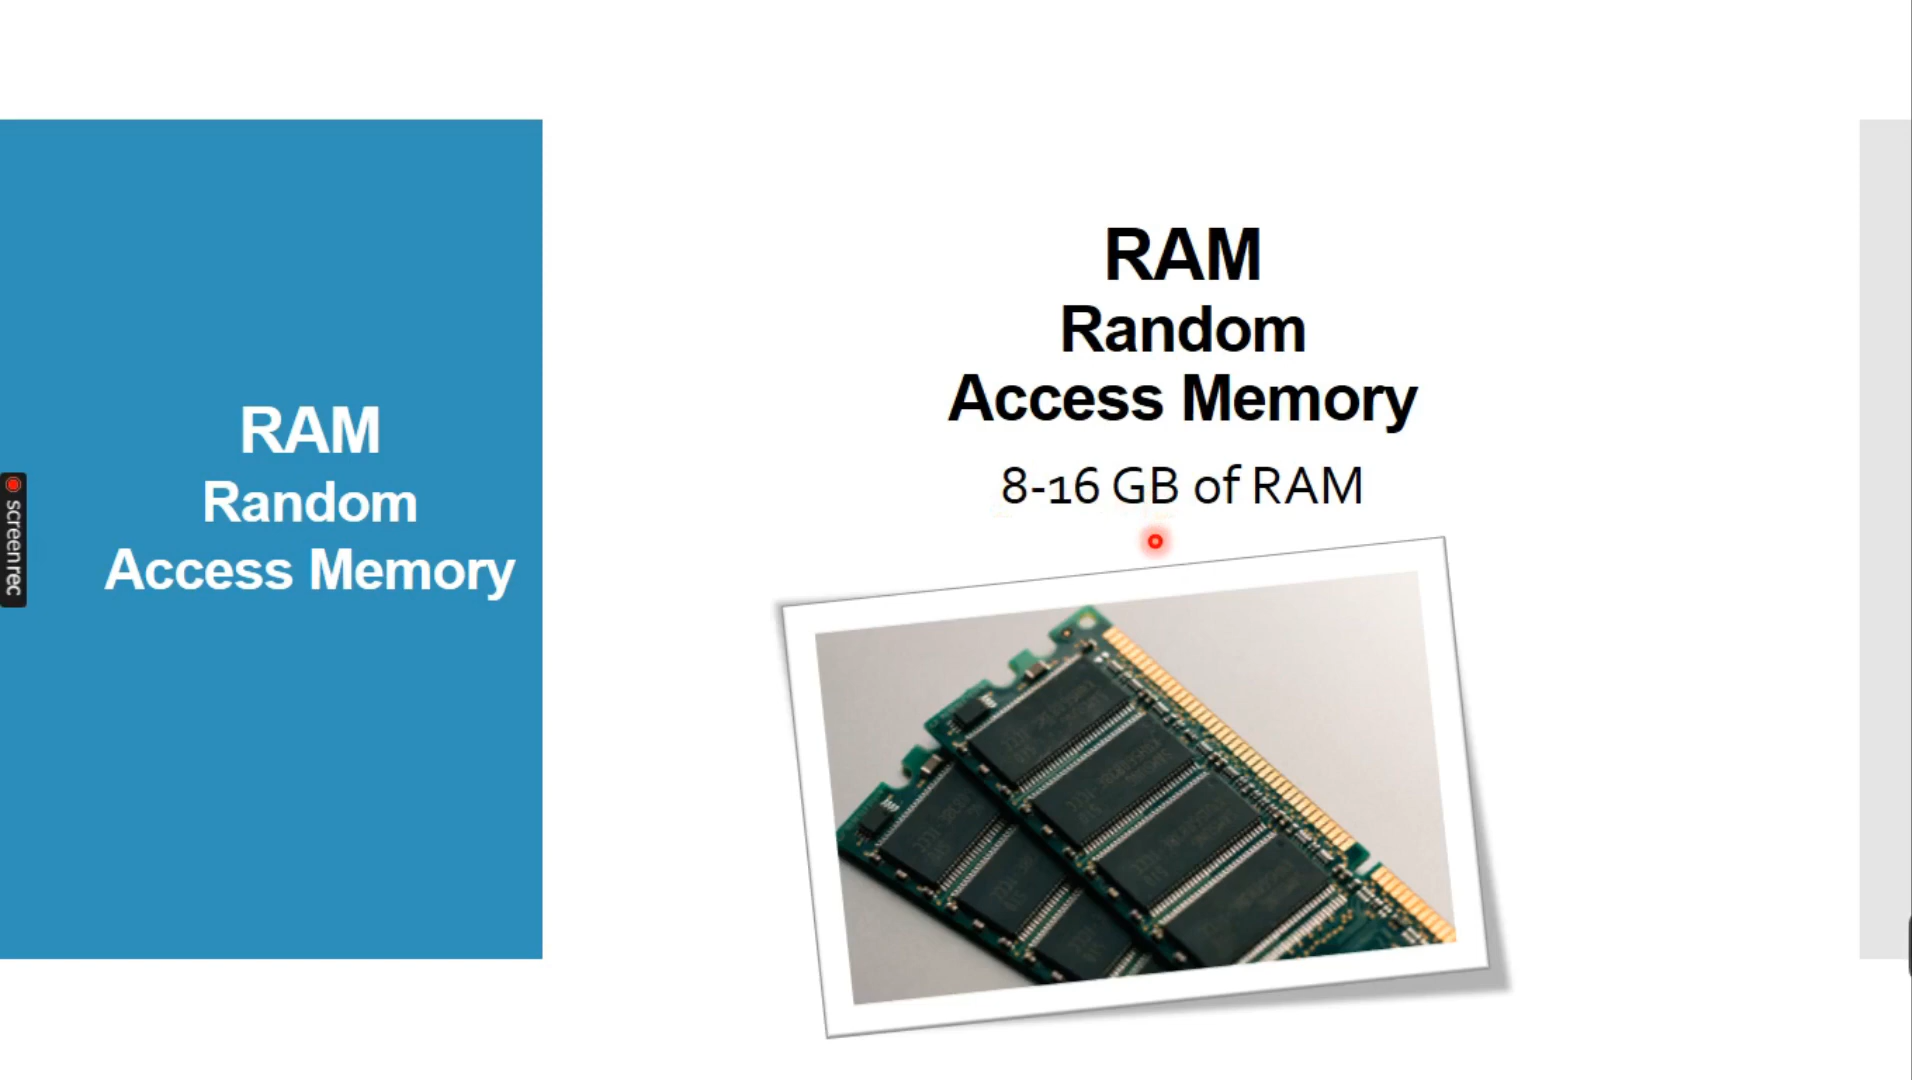 RAM
Random
Access Memory
RAM
Random
Access Memory
8-16 GB of RAM
screenrec